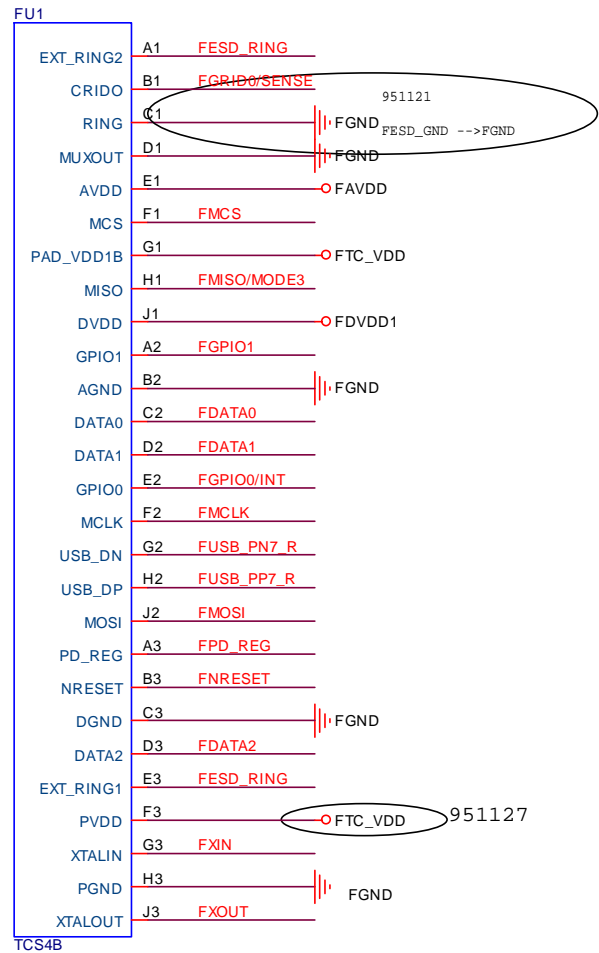 FU1
EXT_RING2 A1 FESD_RING
CRIDO B1 FGRID0/SENSE
951121
RING C1 FGND
FESD_GND -->FGND
MUXOUT D1 FGND
AVDD E1 FAVDD
MCS F1 FMCS
PAD_VDD1B G1 FTC_VDD
MISO H1 FMISO/MODE3
DVDD J1 FDVDD1
GPIO1 A2 FGPIO1
AGND B2 FGND
DATA0 C2 FDATA0
DATA1 D2 FDATA1
GPIO0 E2 FGPIO0/INT
MCLK F2 FMCLK
USB_DN G2 FUSB_PN7_R
USB_DP H2 FUSB_PP7_R
MOSI J2 FMOSI
PD_REG A3 FPD_REG
NRESET B3 FNRESET
DGND C3 FGND
DATA2 D3 FDATA2
EXT_RING1 E3 FESD_RING
PVDD F3 FTC_VDD 951127
XTALIN G3 FXIN
PGND H3 FGND
XTALOUT J3 FXOUT
TCS4B